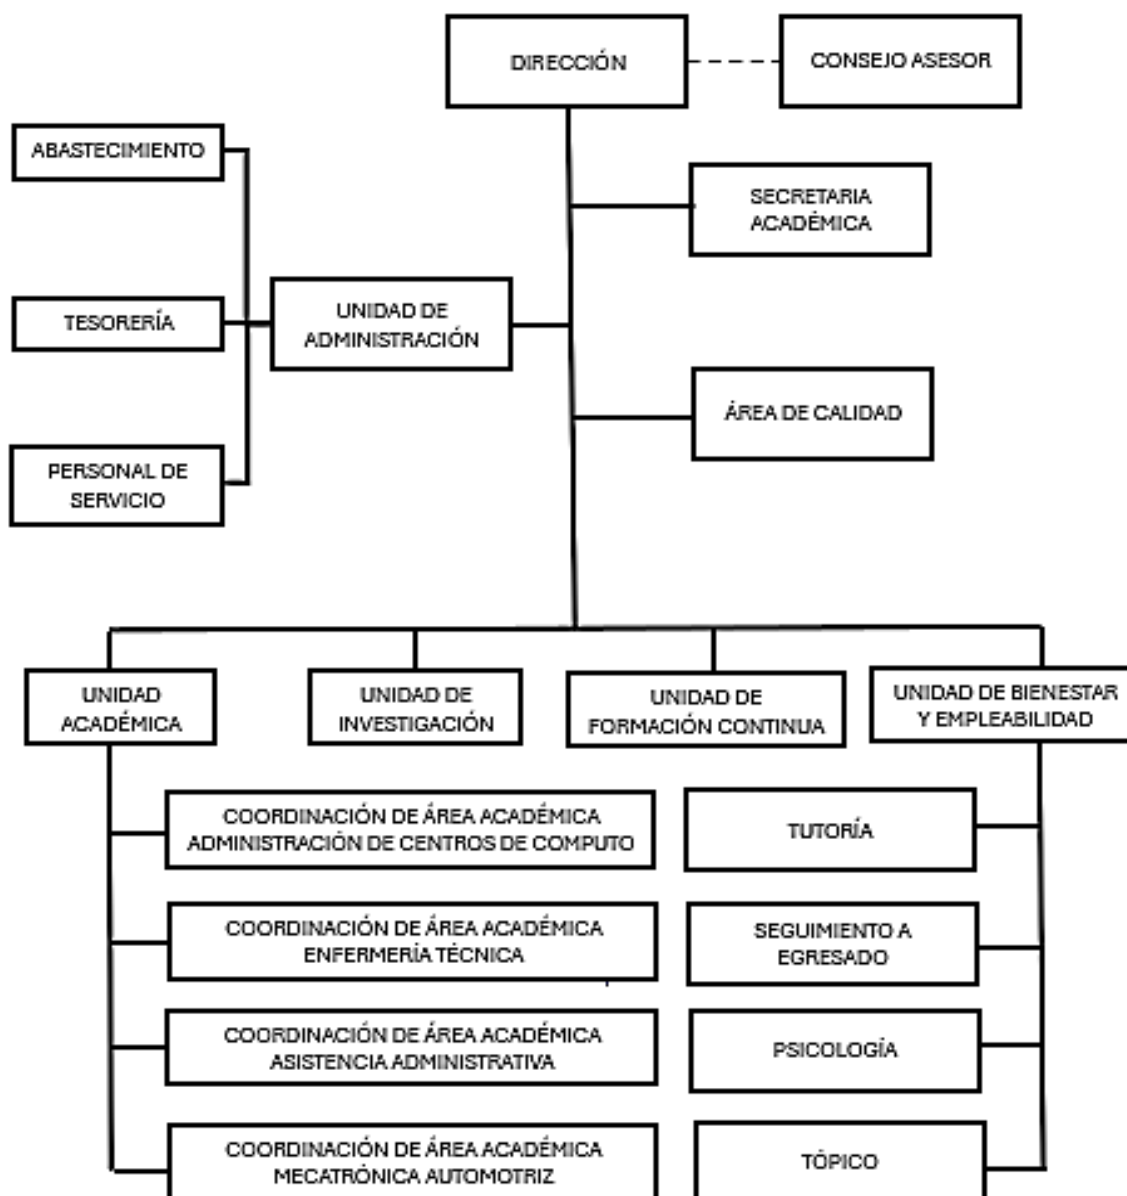 DIRECCIÓN
CONSEJO ASESOR
ABASTECIMIENTO
SECRETARIA
ACADÉMICA
TESORERÍA
UNIDAD DE
ADMINISTRACIÓN
ÁREA DE CALIDAD
PERSONAL DE
SERVICIO
UNIDAD
ACADÉMICA
UNIDAD DE
INVESTIGACIÓN
UNIDAD DE
FORMACIÓN CONTINUA
UNIDAD DE BIENESTAR
Y EMPLEABILIDAD
COORDINACIÓN DE ÁREA ACADÉMICA
ADMINISTRACIÓN DE CENTROS DE COMPUTO
TUTORÍA
COORDINACIÓN DE ÁREA ACADÉMICA
ENFERMERÍA TÉCNICA
SEGUIMIENTO A
EGRESADO
COORDINACIÓN DE ÁREA ACADÉMICA
ASISTENCIA ADMINISTRATIVA
PSICOLOGÍA
COORDINACIÓN DE ÁREA ACADÉMICA
MECATRÓNICA AUTOMOTRIZ
TÓPICO